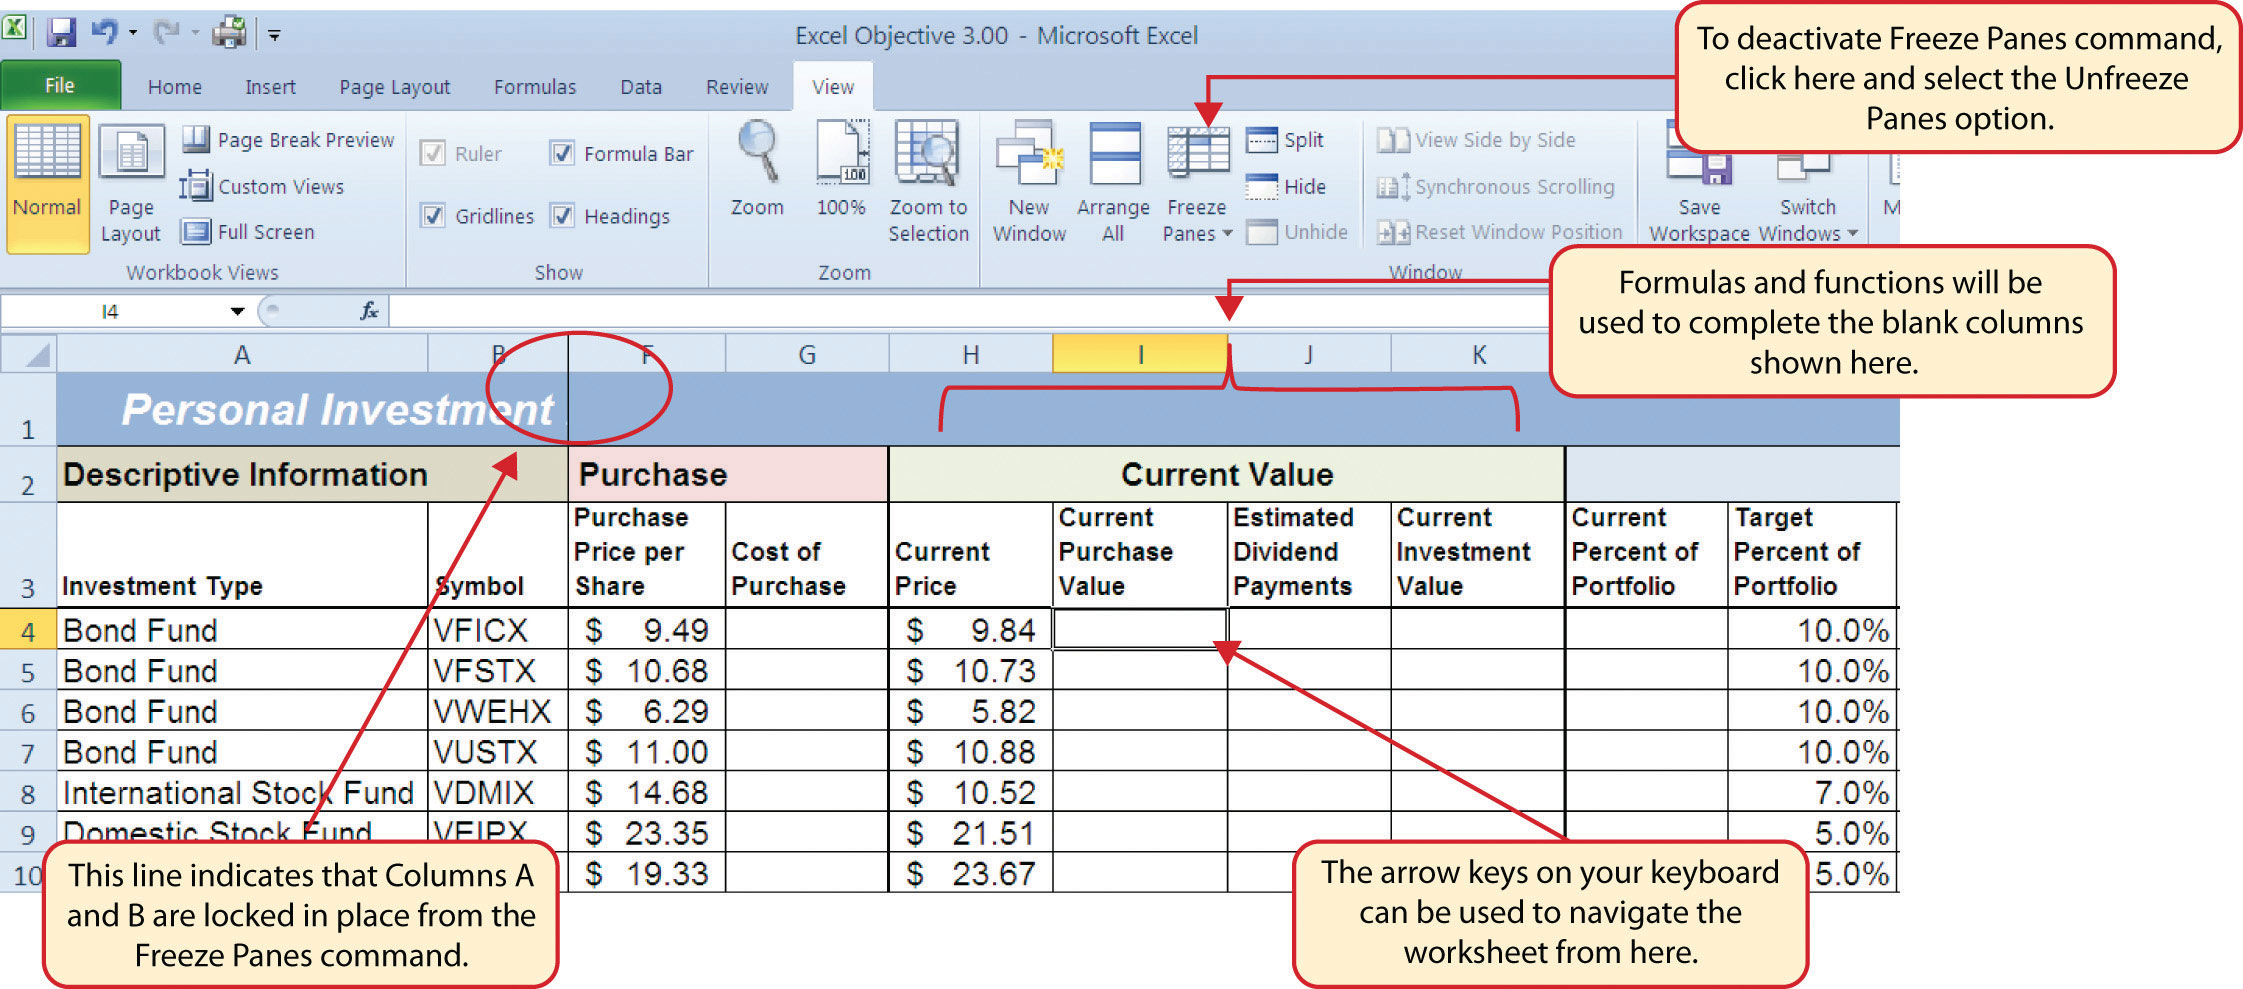 Excel Objective 3.00 - Microsoft Excel
To deactivate Freeze Panes command,
click here and select the Unfreeze
Panes option.
File Home Insert Page Layout Formulas Data Review View
Normal
Page
Layout
Page Break Preview
Custom Views
Full Screen
Workbook Views
Ruler Formula Bar
Gridlines Headings
Show
Zoom
100
100%
Zoom to
Selection
Zoom
New
Window
Arrange
All
Freeze
Panes
Split
Hide
Unhide
View Side by Side
Synchronous Scrolling
Reset Window Position
Window
Save
Workspace
Switch
Windows
M
Formulas and functions will be
used to complete the blank columns
shown here.
I4 fx
A B F G H I J K
1 Personal Investment
2 Descriptive Information Purchase Current Value
3 Investment Type Symbol
Purchase
Price per
Share
Cost of
Purchase
Current
Price
Current
Purchase
Value
Estimated
Dividend
Payments
Current
Investment
Value
Current
Percent of
Portfolio
Target
Percent of
Portfolio
4 Bond Fund VFICX $ 9.49 $ 9.84 10.0%
5 Bond Fund VFSTX $ 10.68 $ 10.73 10.0%
6 Bond Fund VWEHX $ 6.29 $ 5.82 10.0%
7 Bond Fund VUSTX $ 11.00 $ 10.88 10.0%
8 International Stock Fund VDMIX $ 14.68 $ 10.52 7.0%
9 Domestic Stock Fund VEIPX $ 23.35 $ 21.51 5.0%
10 $ 19.33 $ 23.67 5.0%
This line indicates that Columns A
and B are locked in place from the
Freeze Panes command.
The arrow keys on your keyboard
can be used to navigate the
worksheet from here.